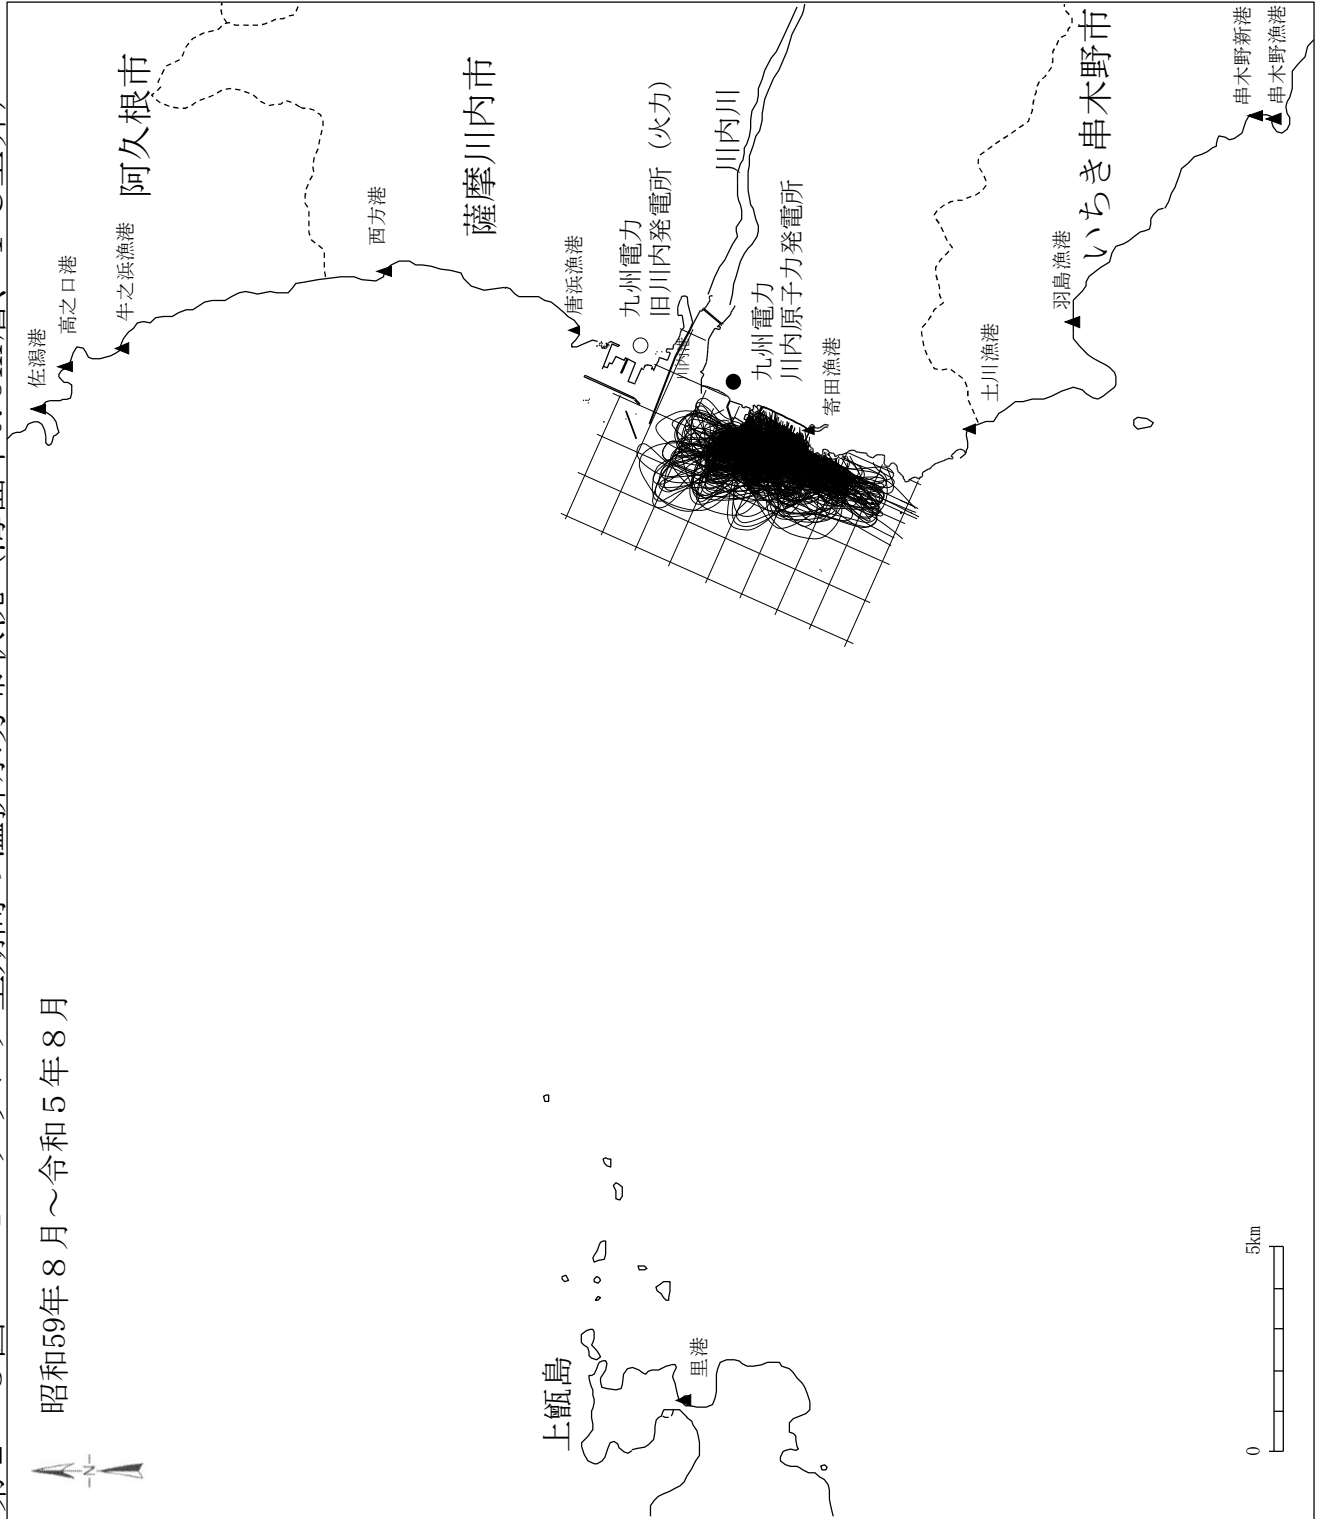 昭和59年８月～令和５年８月
阿久根市
佐潟港
高之口港
牛之浜漁港
西方港
薩摩川内市
唐浜漁港
九州電力
旧川内発電所（火力）
川内川
川内港
九州電力
川内原子力発電所
寄田漁港
土川漁港
羽島漁港
いちき串木野市
串木野新港
串木野漁港
上甑島
里港
N
0
5km